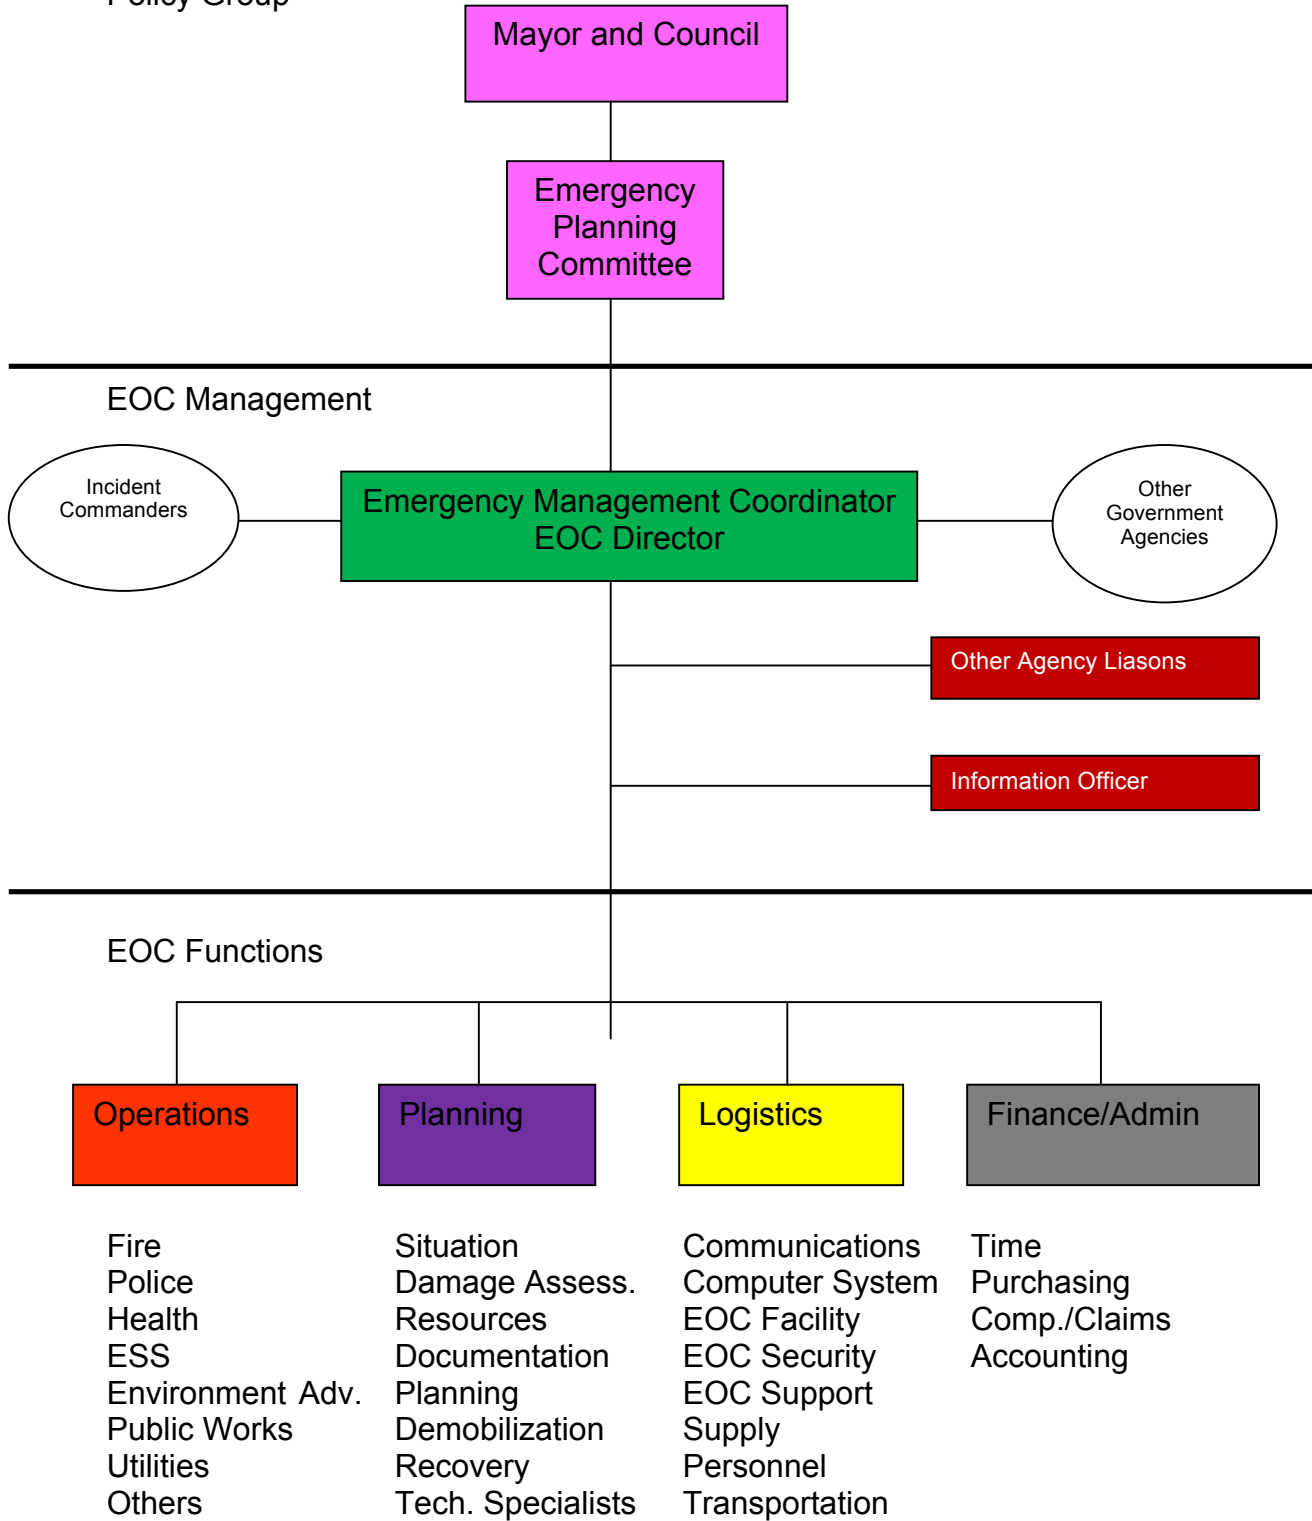 Policy Group
Mayor and Council
Emergency
Planning
Committee
EOC Management
Incident
Commanders
Emergency Management Coordinator
EOC Director
Other
Government
Agencies
Other Agency Liasons
Information Officer
EOC Functions
Operations
Planning
Logistics
Finance/Admin
Fire
Police
Health
ESS
Environment Adv.
Public Works
Utilities
Others
Situation
Damage Assess.
Resources
Documentation
Planning
Demobilization
Recovery
Tech. Specialists
Communications
Computer System
EOC Facility
EOC Security
EOC Support
Supply
Personnel
Transportation
Time
Purchasing
Comp./Claims
Accounting